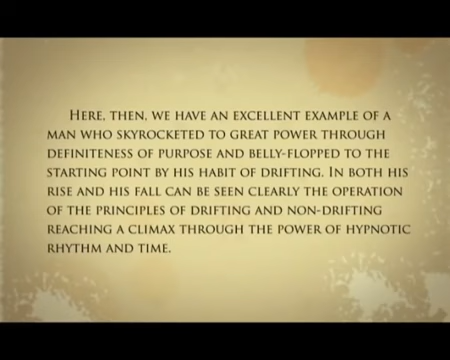 Here, then, we have an excellent example of a
man who skyrocketed to great power through
definiteness of purpose and belly-flopped to the
starting point by his habit of drifting. In both his
rise and his fall can be seen clearly the operation
of the principles of drifting and non-drifting
reaching a climax through the power of hypnotic
rhythm and time.